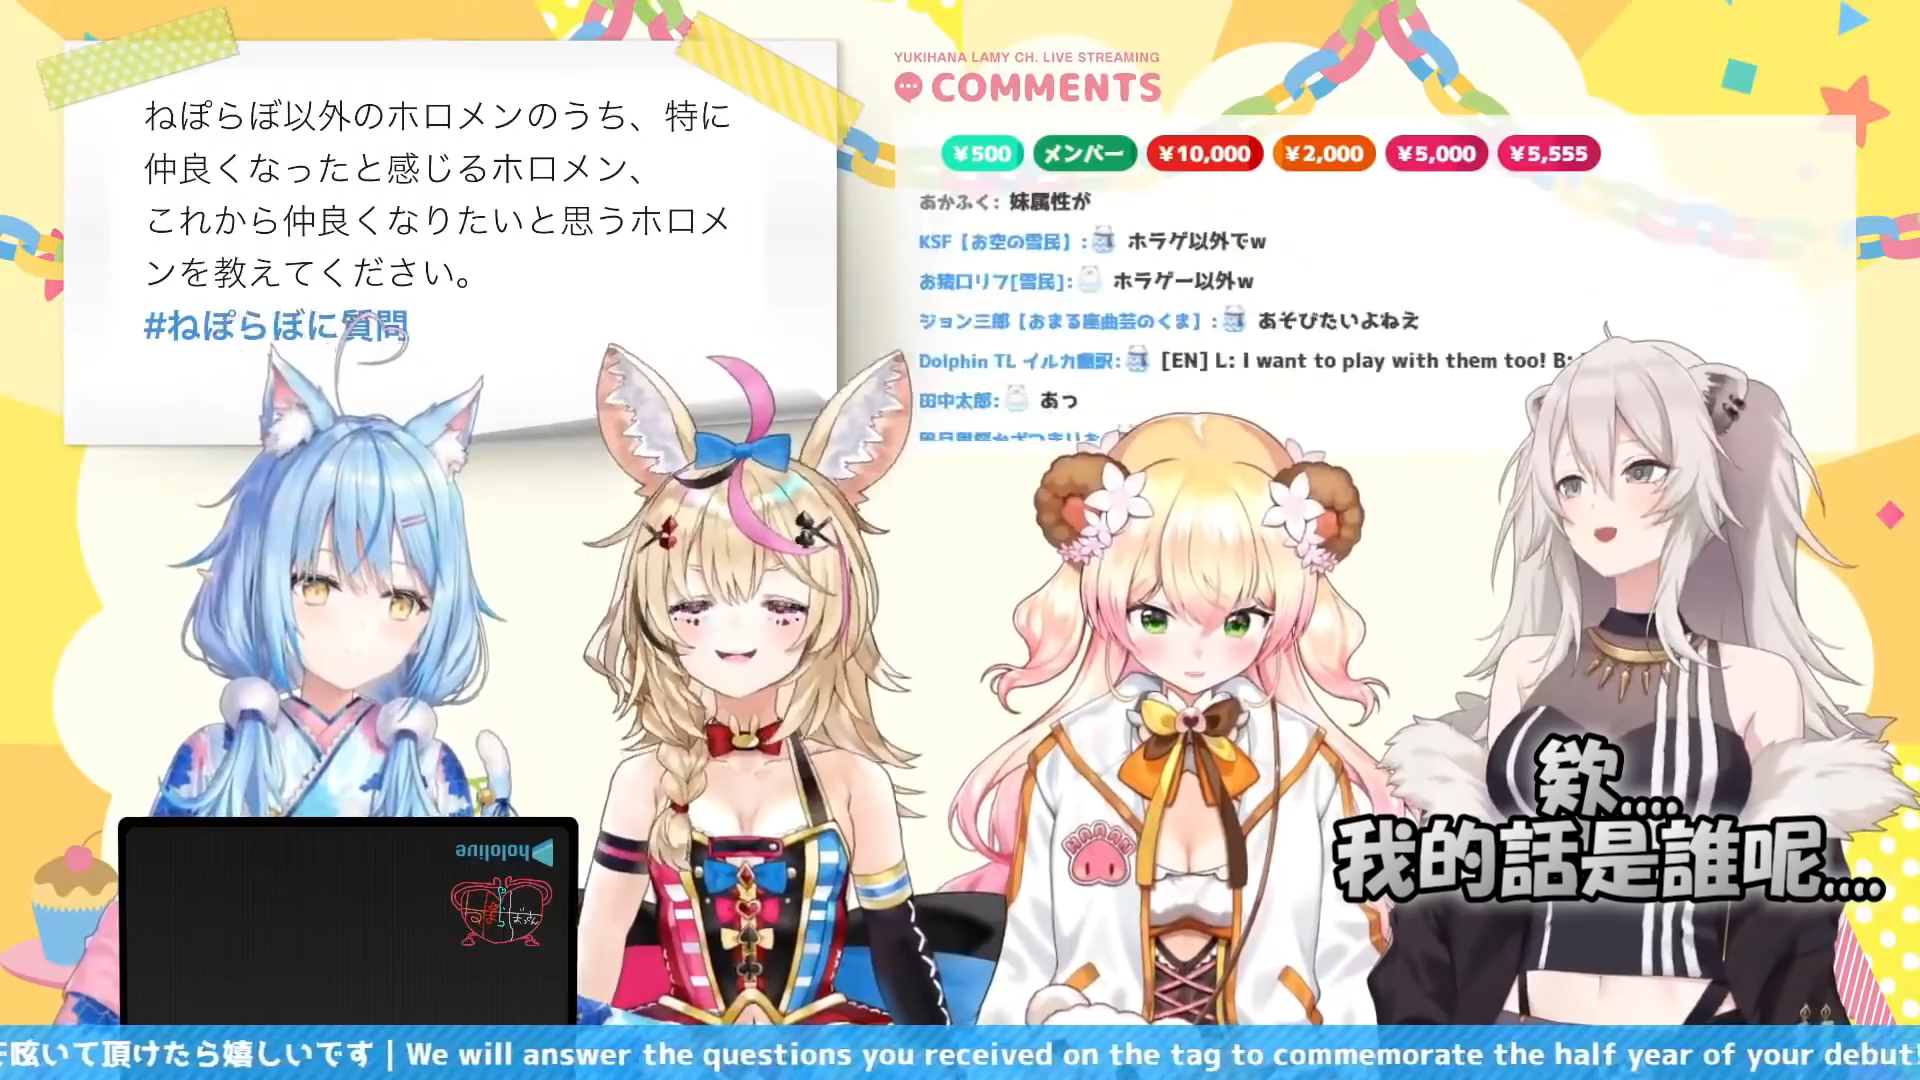 ねぽらぼ以外のホロメンのうち、特に
仲良くなったと感じるホロメン、
これから仲良くなりたいと思うホロメ
ンを教えてください。
#ねぽらぼに質問
YUKIHANA LAMY CH. LIVE STREAMING
COMMENTS
¥500 メンバー ¥10,000 ¥2,000 ¥5,000 ¥5,555
あかふく: 妹属性が
KSF【お空の雪民】: ホラゲ以外でw
お猪口リフ[雪民]: ホラゲー以外w
ジョン三郎【おまる座曲芸のくま】: あそびたいよねえ
Dolphin TL イルカ翻訳: [EN] L: I want to play with them too! B:
田中太郎: あっ
欸....
我的話是誰呢....
hololive
を呟いて頂けたら嬉しいです | We will answer the questions you received on the tag to commemorate the half year of your debut!